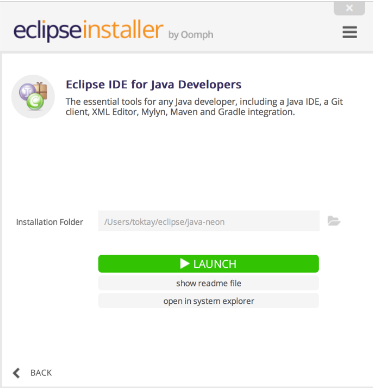 eclipseinstaller by Oomph
Eclipse IDE for Java Developers
The essential tools for any Java developer, including a Java IDE, a Git
client, XML Editor, Mylyn, Maven and Gradle integration.
Installation Folder /Users/toktay/eclipse/java-neon
LAUNCH
show readme file
open in system explorer
BACK